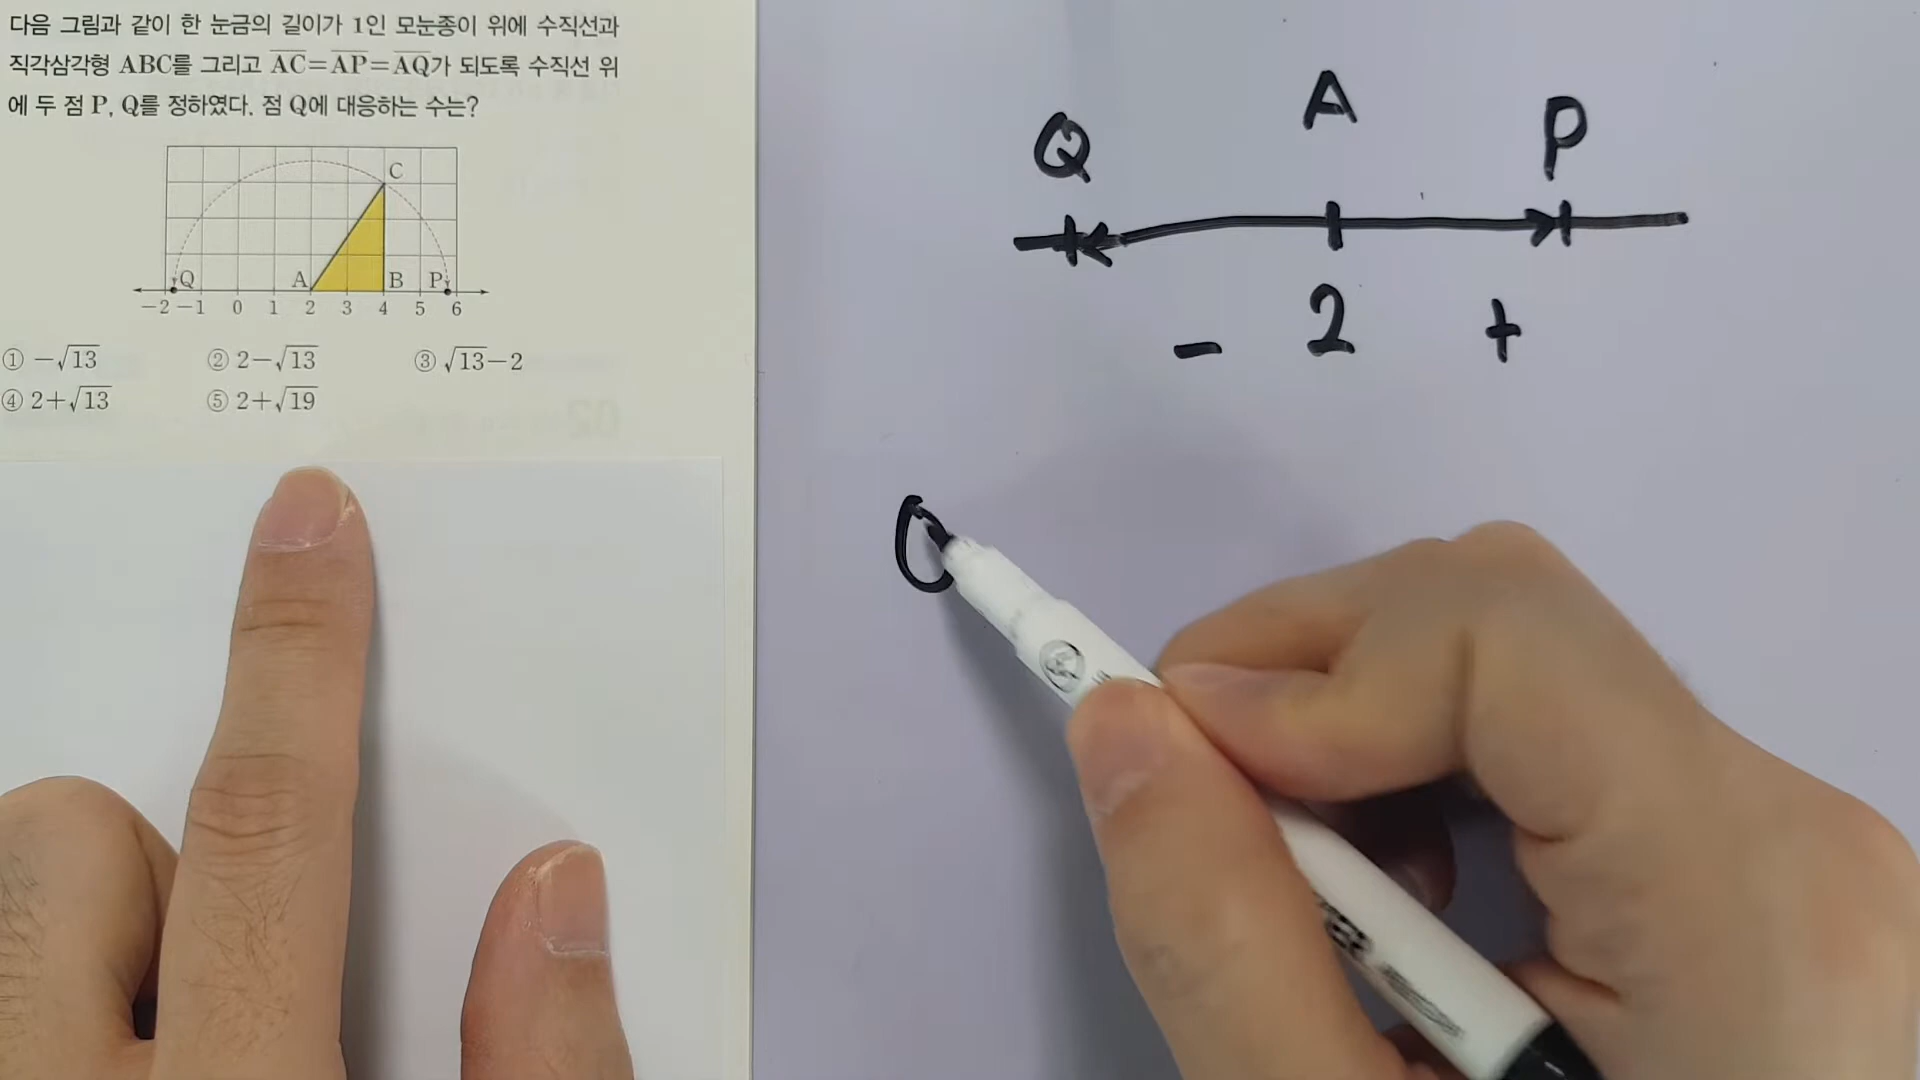 다음 그림과 같이 한 눈금의 길이가 1인 모눈종이 위에 수직선과
직각삼각형 ABC를 그리고 AC=AP=AQ가 되도록 수직선 위
에 두 점 P, Q를 정하였다. 점 Q에 대응하는 수는?
C
Q A B P
-2 -1 0 1 2 3 4 5 6
① -√13 ② 2-√13 ③ √13-2
④ 2+√13 ⑤ 2+√19
Q A P
- 2 +